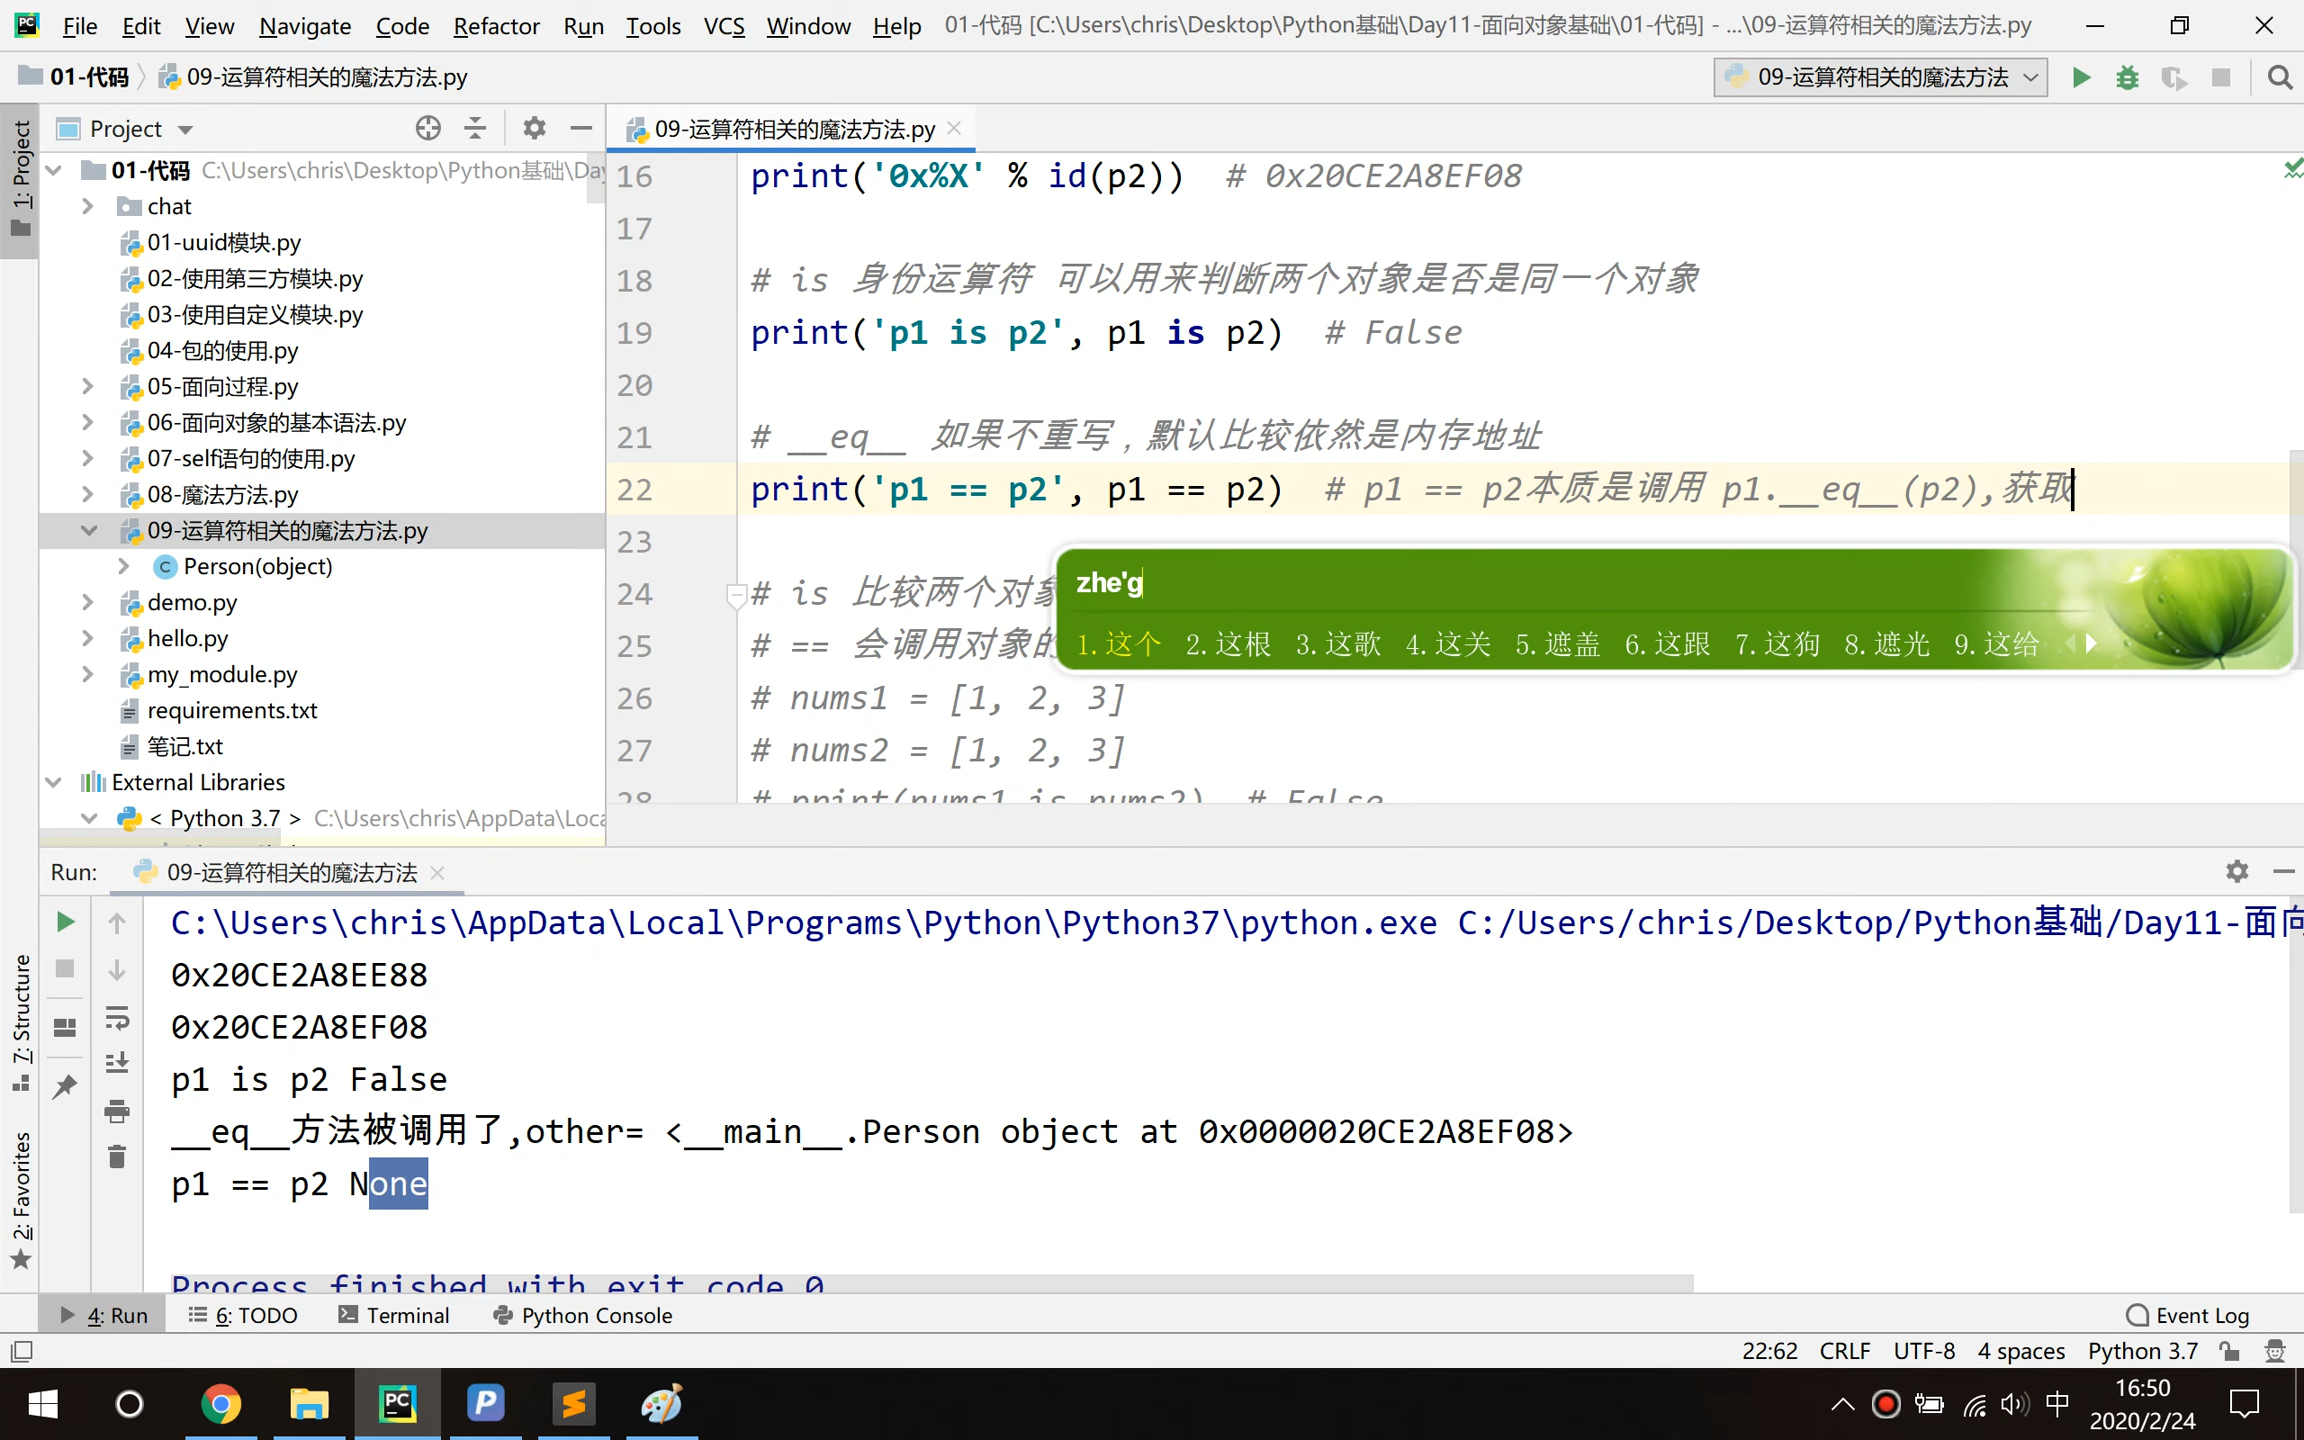 File Edit View Navigate Code Refactor Run Tools VCS Window Help 01-代码 [C:\Users\chris\Desktop\Python基础\Day11-面向对象基础\01-代码] - ...\09-运算符相关的魔法方法.py
01-代码 09-运算符相关的魔法方法.py 09-运算符相关的魔法方法
1: Project
7: Structure
2: Favorites
Project
01-代码 C:\Users\chris\Desktop\Python基础\Da
chat
01-uuid模块.py
02-使用第三方模块.py
03-使用自定义模块.py
04-包的使用.py
05-面向过程.py
06-面向对象的基本语法.py
07-self语句的使用.py
08-魔法方法.py
09-运算符相关的魔法方法.py
Person(object)
demo.py
hello.py
my_module.py
requirements.txt
笔记.txt
External Libraries
< Python 3.7 > C:\Users\chris\AppData\Loca
09-运算符相关的魔法方法.py
16 print('0x%X' % id(p2)) # 0x20CE2A8EF08
17
18 # is 身份运算符 可以用来判断两个对象是否是同一个对象
19 print('p1 is p2', p1 is p2) # False
20
21 # __eq__ 如果不重写，默认比较依然是内存地址
22 print('p1 == p2', p1 == p2) # p1 == p2本质是调用 p1.__eq__(p2),获取
23
24 # is 比较两个对象
25 # == 会调用对象的
26 # nums1 = [1, 2, 3]
27 # nums2 = [1, 2, 3]
28 # print(nums1 is nums2) # False
zhe'g
1.这个 2.这根 3.这歌 4.这关 5.遮盖 6.这跟 7.这狗 8.遮光 9.这给
Run: 09-运算符相关的魔法方法
C:\Users\chris\AppData\Local\Programs\Python\Python37\python.exe C:/Users/chris/Desktop/Python基础/Day11-面向
0x20CE2A8EE88
0x20CE2A8EF08
p1 is p2 False
__eq__方法被调用了,other= <__main__.Person object at 0x0000020CE2A8EF08>
p1 == p2 None
Process finished with exit code 0
4: Run 6: TODO Terminal Python Console Event Log
22:62 CRLF UTF-8 4 spaces Python 3.7
中 16:50
2020/2/24